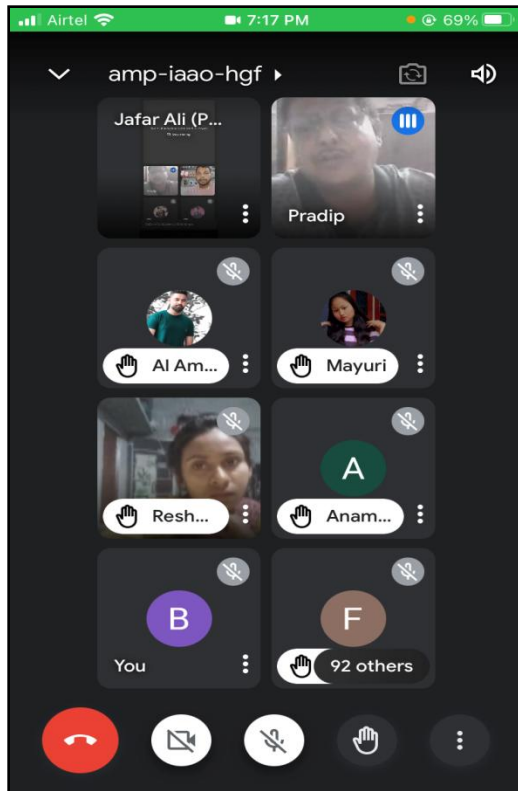 Airtel 7:17 PM 69%
amp-iaao-hgf
Jafar Ali (P...
Pradip
Al Am...
Mayuri
Resh...
A
Anam...
B
You
F
92 others